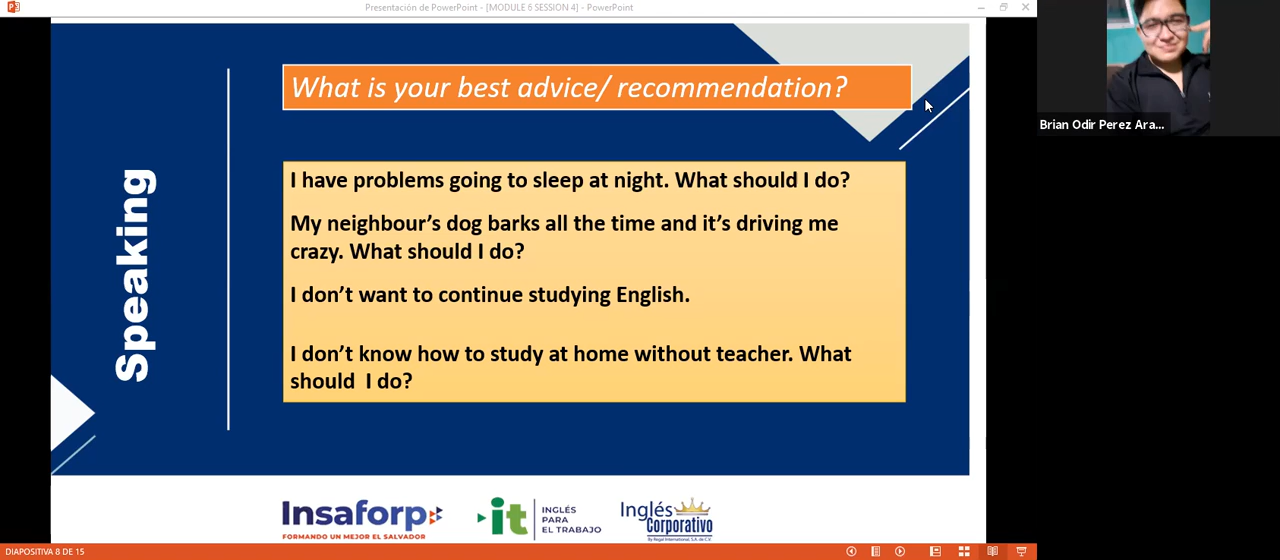 Presentación de PowerPoint - [MODULE 6 SESSION 4] - PowerPoint
What is your best advice/ recommendation?
Brian Odir Perez Ara...
Speaking
I have problems going to sleep at night. What should I do?
My neighbour's dog barks all the time and it's driving me
crazy. What should I do?
I don't want to continue studying English.
I don't know how to study at home without teacher. What
should I do?
Insaforp
FORMANDO UN MEJOR EL SALVADOR
it
INGLÉS
PARA
EL TRABAJO
Inglés
Corporativo
By Regal International, S.A. de C.V.
DIAPOSITIVA 8 DE 15